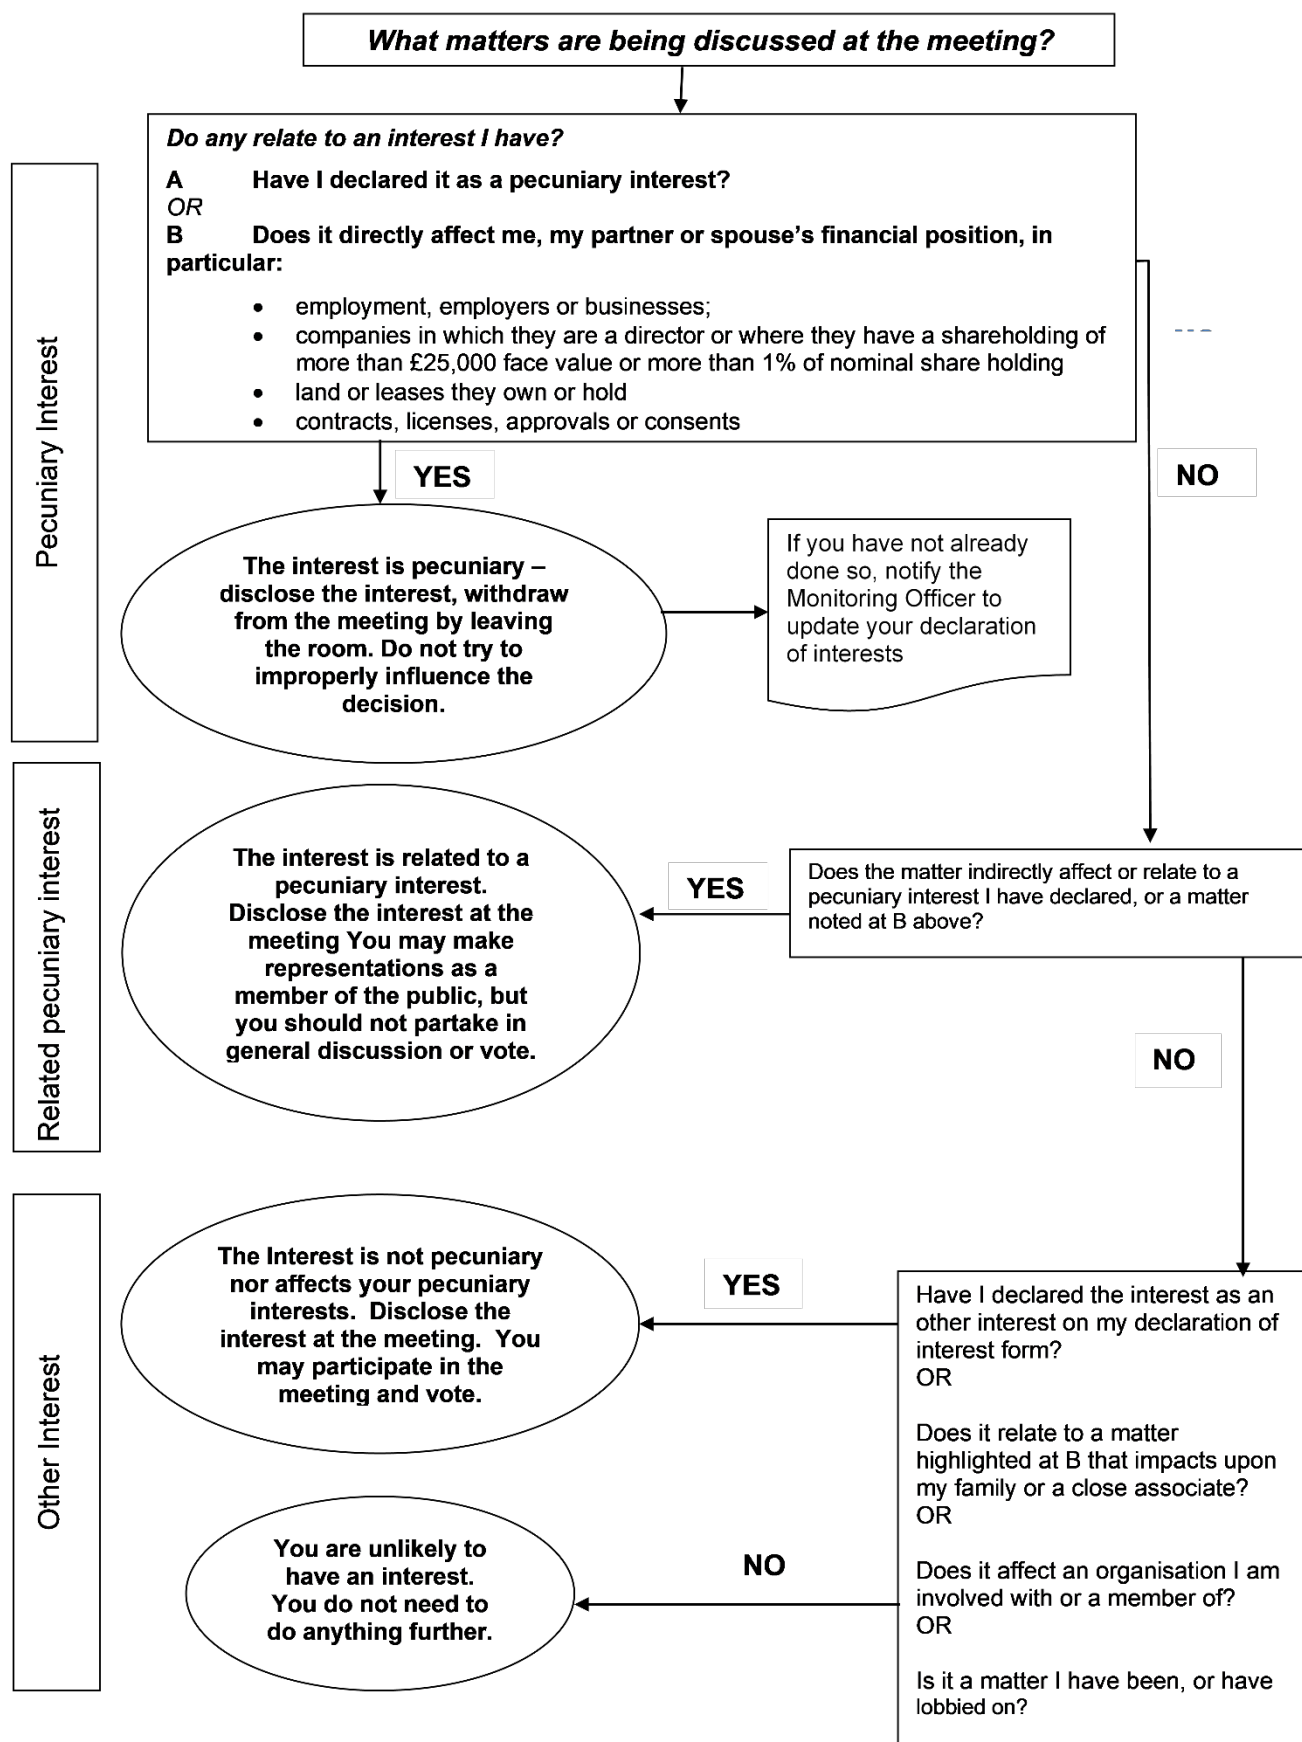 What matters are being discussed at the meeting?
Do any relate to an interest I have?
A Have I declared it as a pecuniary interest?
OR
B Does it directly affect me, my partner or spouse's financial position, in
particular:
• employment, employers or businesses;
• companies in which they are a director or where they have a shareholding of
more than £25,000 face value or more than 1% of nominal share holding
• land or leases they own or hold
• contracts, licenses, approvals or consents
Pecuniary Interest
YES
NO
The interest is pecuniary –
disclose the interest, withdraw
from the meeting by leaving
the room. Do not try to
improperly influence the
decision.
If you have not already
done so, notify the
Monitoring Officer to
update your declaration
of interests
Related pecuniary interest
The interest is related to a
pecuniary interest.
Disclose the interest at the
meeting You may make
representations as a
member of the public, but
you should not partake in
general discussion or vote.
YES
Does the matter indirectly affect or relate to a
pecuniary interest I have declared, or a matter
noted at B above?
NO
Other Interest
The Interest is not pecuniary
nor affects your pecuniary
interests. Disclose the
interest at the meeting. You
may participate in the
meeting and vote.
YES
Have I declared the interest as an
other interest on my declaration of
interest form?
OR
Does it relate to a matter
highlighted at B that impacts upon
my family or a close associate?
OR
Does it affect an organisation I am
involved with or a member of?
OR
Is it a matter I have been, or have
lobbied on?
NO
You are unlikely to
have an interest.
You do not need to
do anything further.